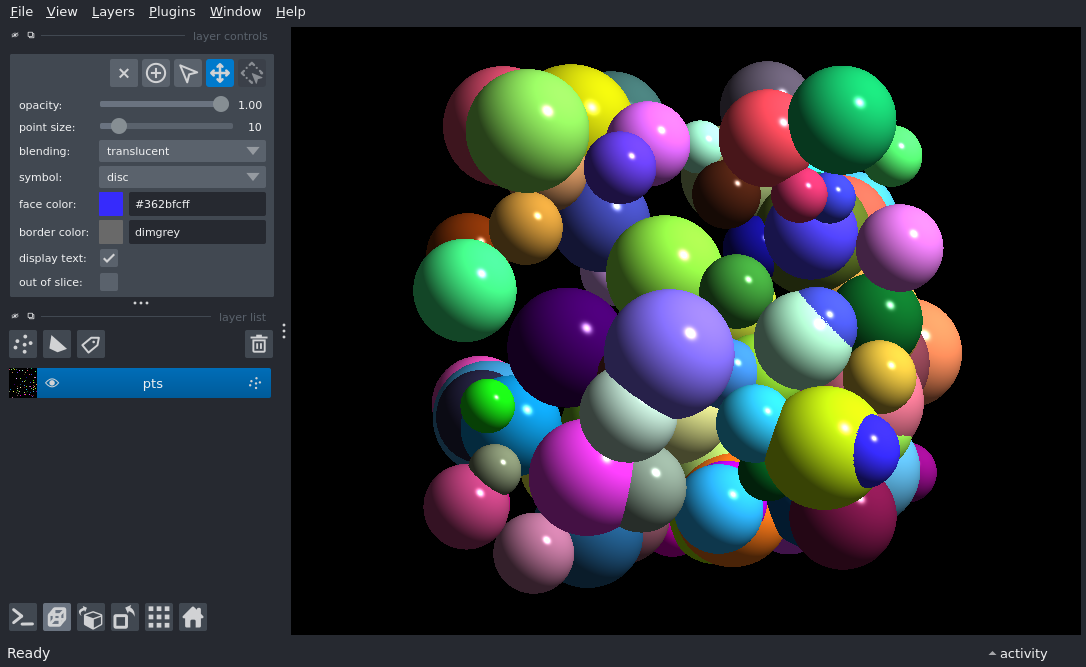 File View Layers Plugins Window Help
layer controls
opacity: 1.00
point size: 10
blending: translucent
symbol: disc
face color: #362bfcff
border color: dimgrey
display text:
out of slice:
layer list
pts
Ready
activity